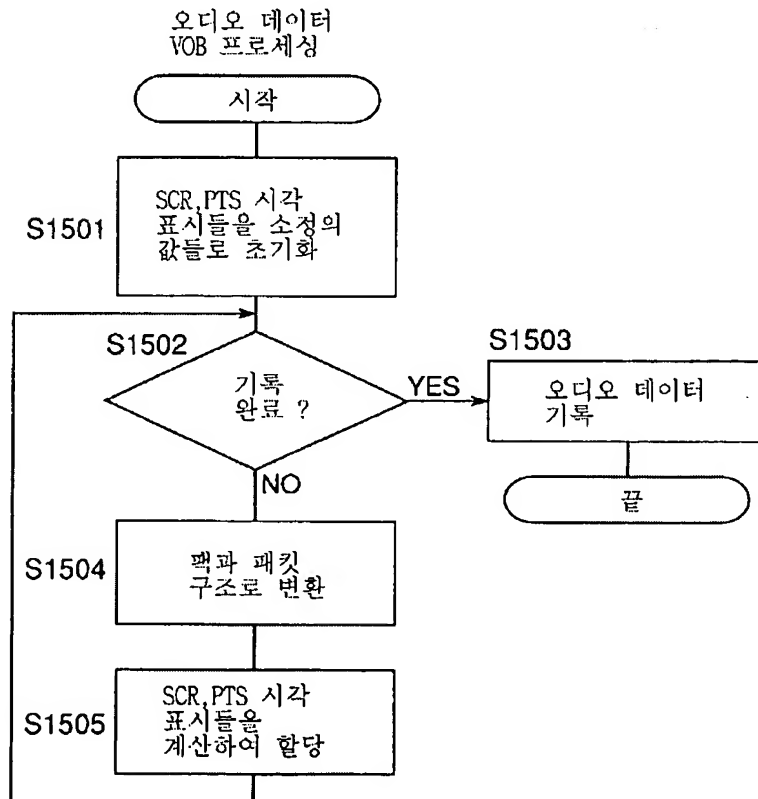 오디오 데이터
VOB 프로세싱
시작
S1501
SCR,PTS 시각
표시들을 소정의
값들로 초기화
S1502
기록
완료 ?
YES
S1503
오디오 데이터
기록
끝
NO
S1504
팩과 패킷
구조로 변환
S1505
SCR,PTS 시각
표시들을
계산하여 할당